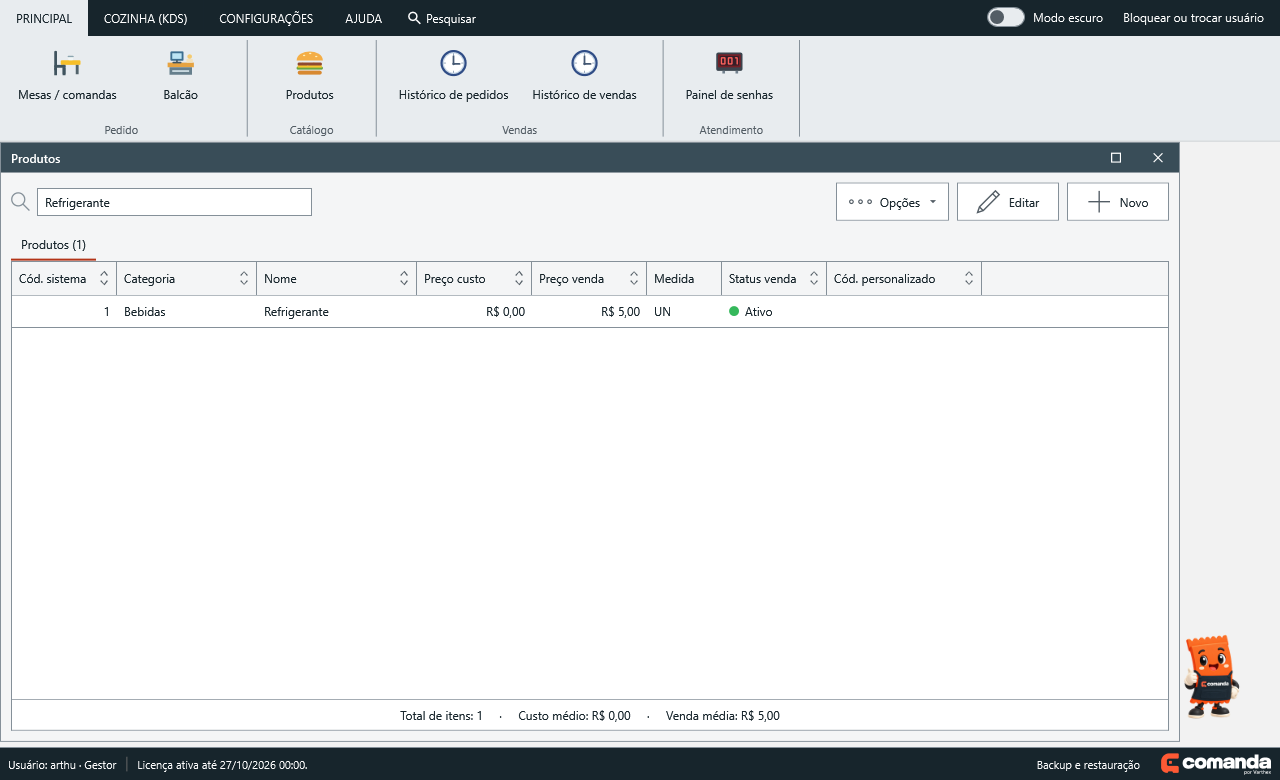 PRINCIPAL COZINHA (KDS) CONFIGURAÇÕES AJUDA Pesquisar Modo escuro Bloquear ou trocar usuário
001
Mesas / comandas Balcão Produtos Histórico de pedidos Histórico de vendas Painel de senhas
Pedido Catálogo Vendas Atendimento
Produtos
Refrigerante Opções Editar Novo
Produtos (1)
Cód. sistema Categoria Nome Preço custo Preço venda Medida Status venda Cód. personalizado
1 Bebidas Refrigerante R$ 0,00 R$ 5,00 UN Ativo
comanda
Total de itens: 1 · Custo médio: R$ 0,00 · Venda média: R$ 5,00
Usuário: arthu · Gestor Licença ativa até 27/10/2026 00:00. Backup e restauração comanda
por Varthex